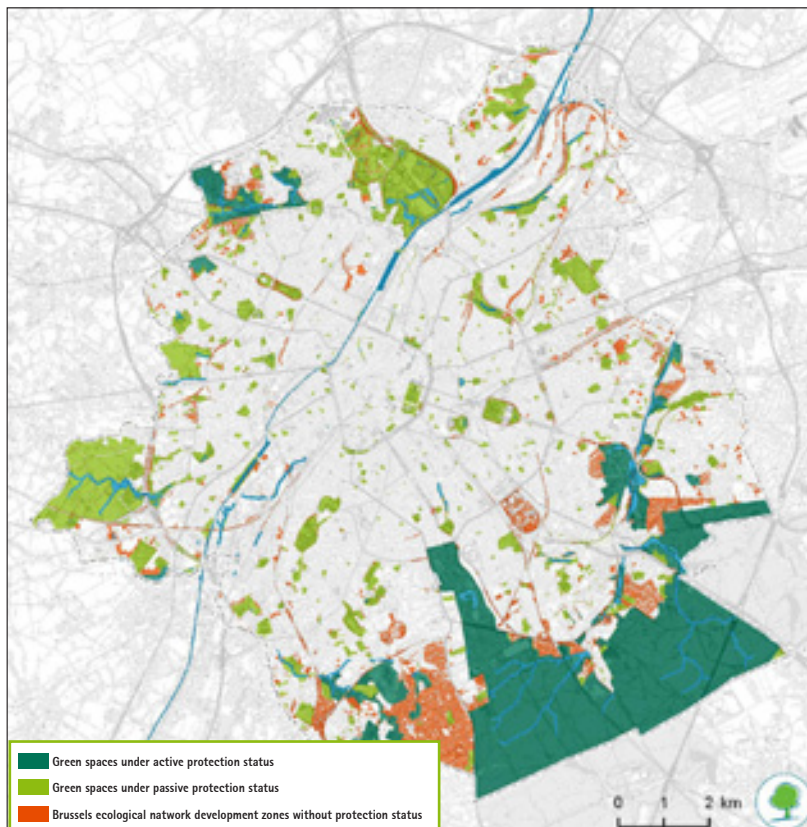 Green spaces under active protection status
Green spaces under passive protection status
Brussels ecological natwork development zones without protection status
0 1 2 km